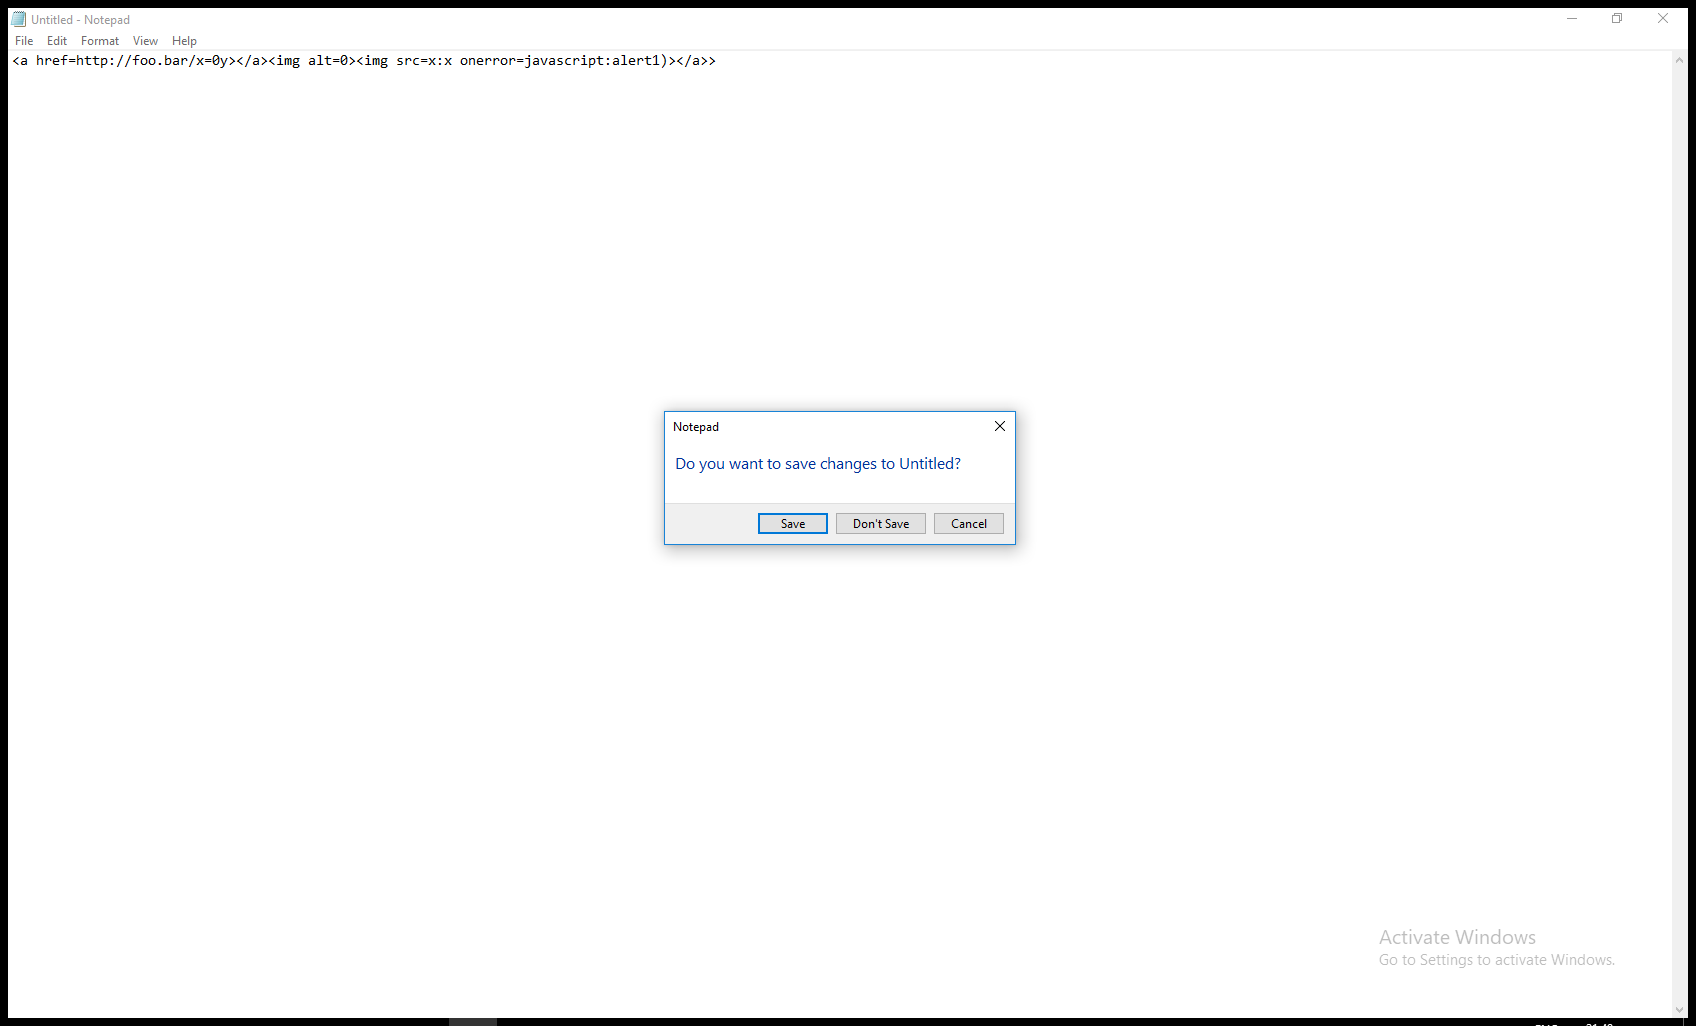 Untitled - Notepad
File Edit Format View Help
<a href=http://foo.bar/x=0y></a><img alt=0><img src=x:x onerror=javascript:alert1)></a>>
Notepad
Do you want to save changes to Untitled?
Save Don't Save Cancel
Activate Windows
Go to Settings to activate Windows.